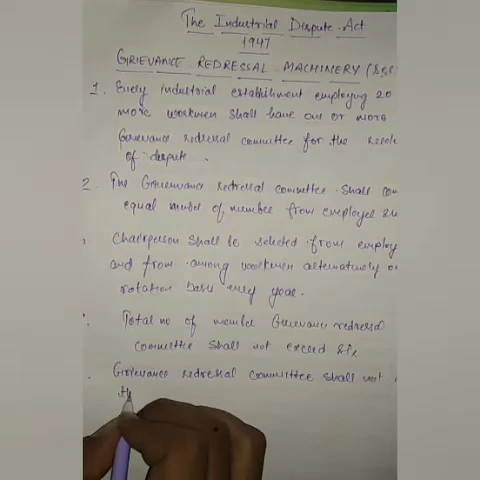 The Industrial Dispute Act
1947
GRIEVANCE REDRESSAL MACHINERY
1. Every industrial establishment employing 20
more workmen shall have one or more
Grievance redressal committee for the
of dispute.
2. The Grievance redressal committee shall
equal number of member from employee
Chairperson shall be selected from
and from among workmen alternatively
rotation basis every year.
Total no of member Grievance redressal
committee shall not exceed six
Grievance redressal committee shall not